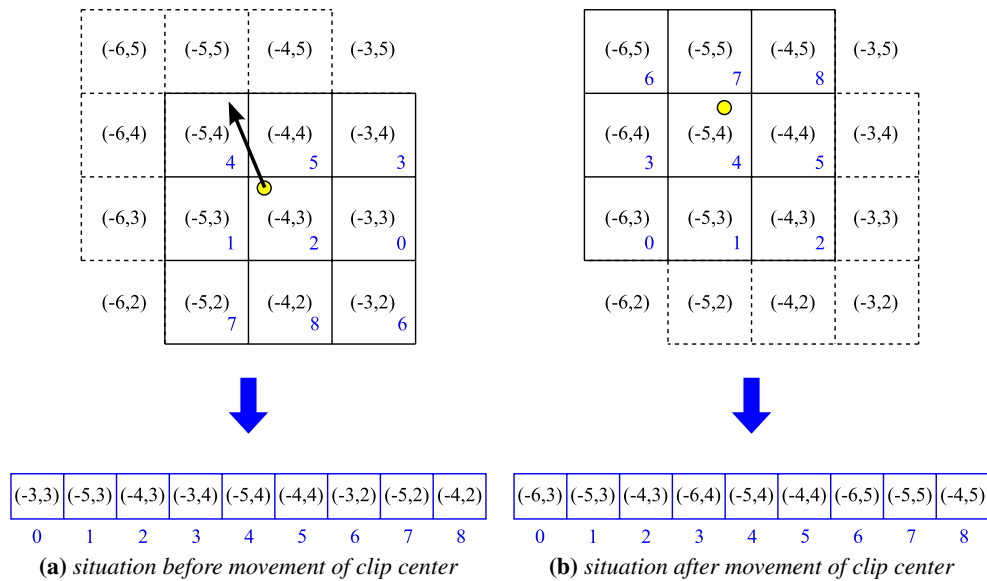 (-6,5) (-5,5) (-4,5) (-3,5)
(-6,4) (-5,4) (-4,4) (-3,4)
4 5 3
(-6,3) (-5,3) (-4,3) (-3,3)
1 2 0
(-6,2) (-5,2) (-4,2) (-3,2)
7 8 6
(-3,3) (-5,3) (-4,3) (-3,4) (-5,4) (-4,4) (-3,2) (-5,2) (-4,2)
0 1 2 3 4 5 6 7 8
(a) situation before movement of clip center
(-6,5) (-5,5) (-4,5) (-3,5)
6 7 8
(-6,4) (-5,4) (-4,4) (-3,4)
3 4 5
(-6,3) (-5,3) (-4,3) (-3,3)
0 1 2
(-6,2) (-5,2) (-4,2) (-3,2)
(-6,3) (-5,3) (-4,3) (-6,4) (-5,4) (-4,4) (-6,5) (-5,5) (-4,5)
0 1 2 3 4 5 6 7 8
(b) situation after movement of clip center